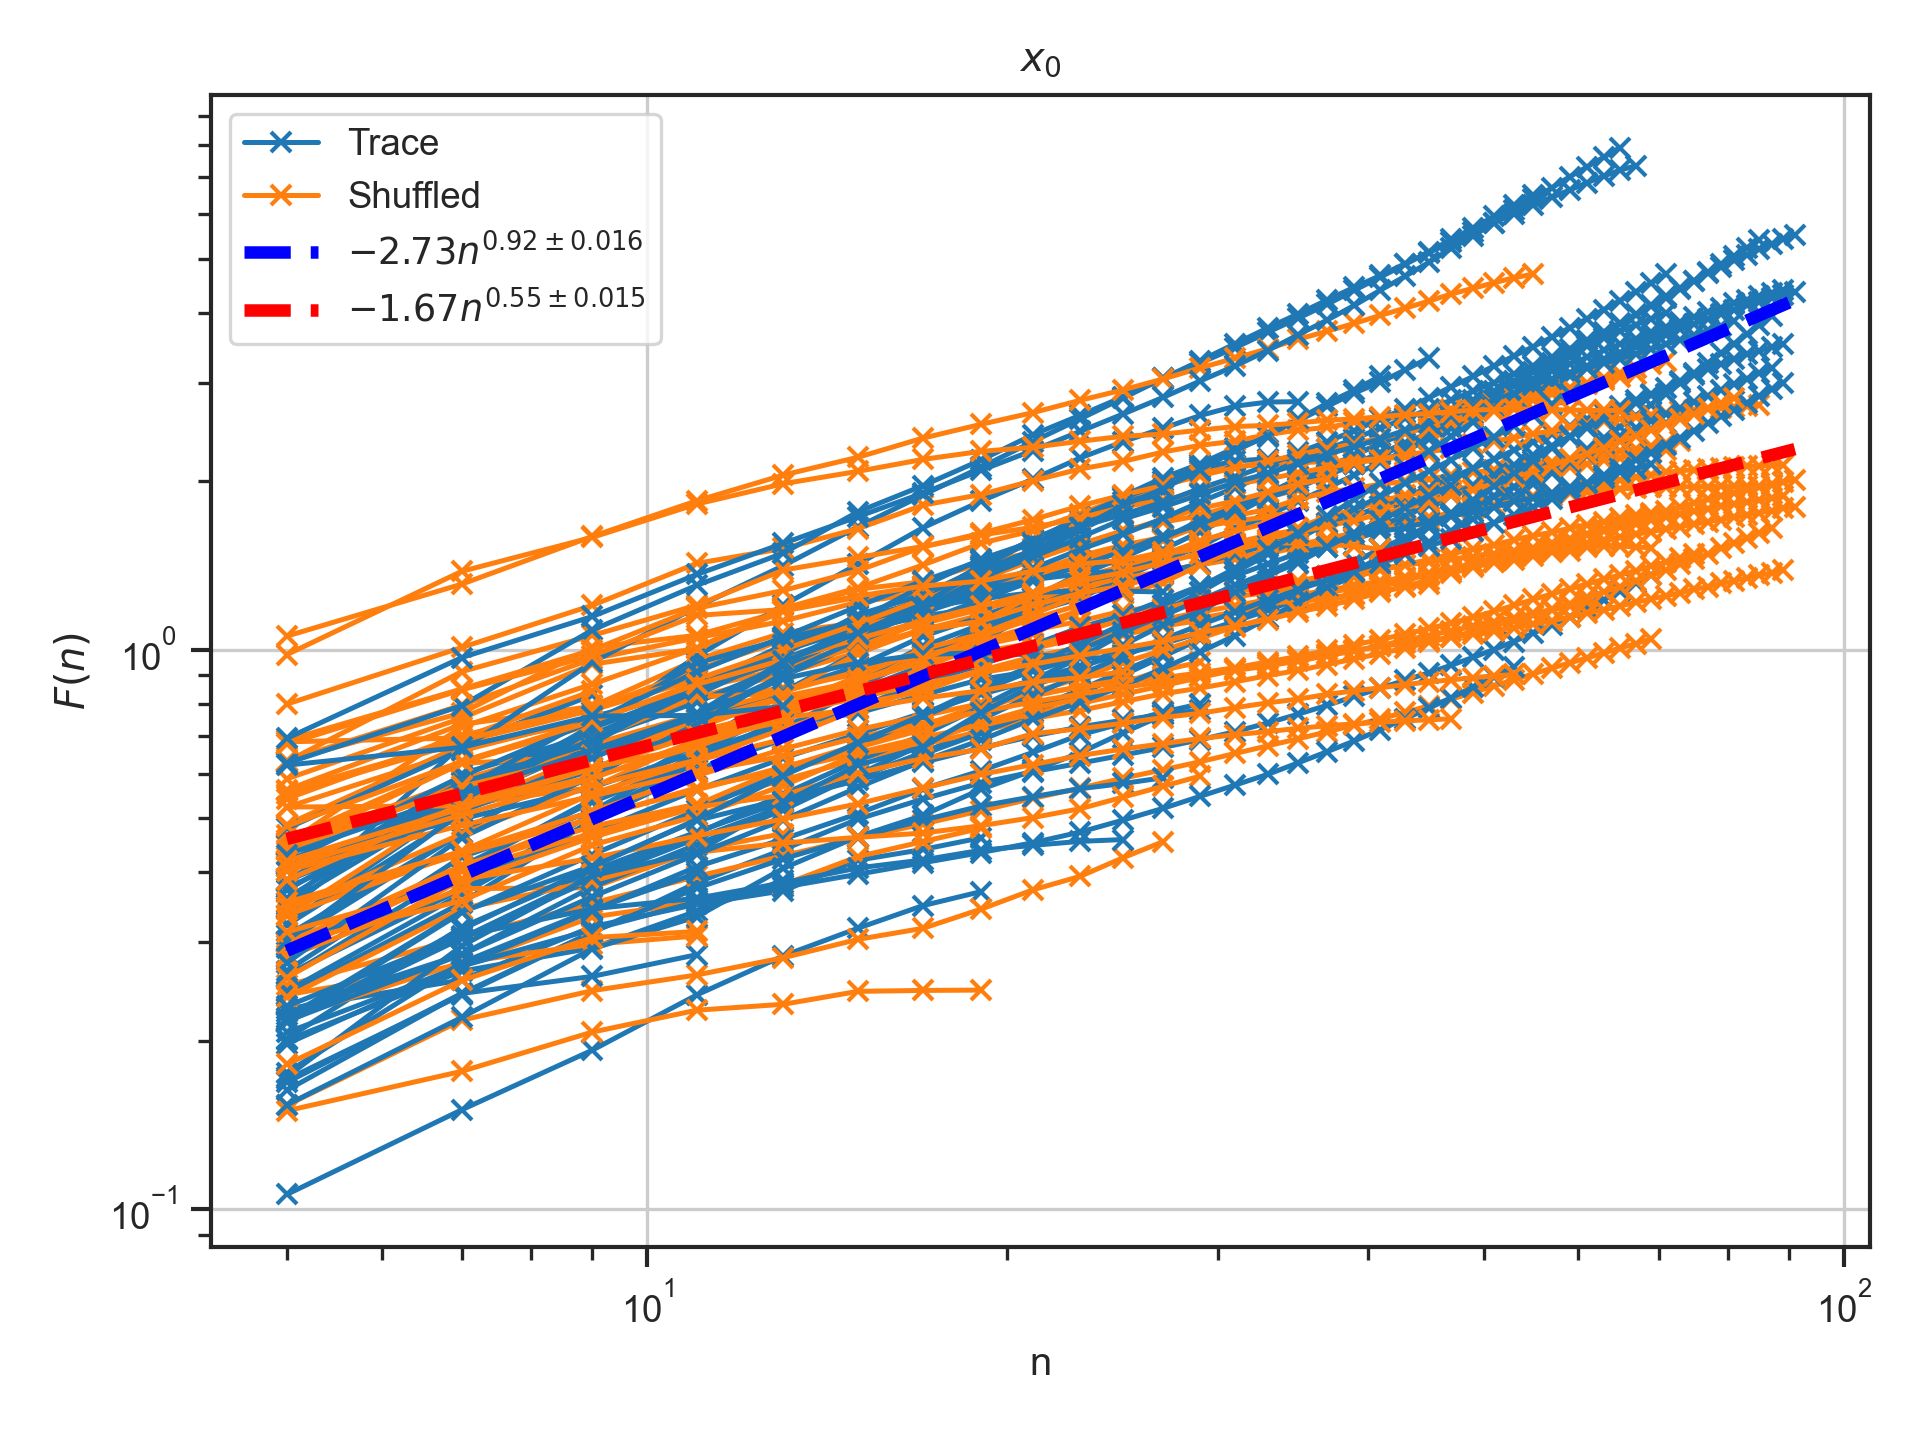 x₀
Trace
Shuffled
−2.73n^{0.92±0.016}
−1.67n^{0.55±0.015}
F(n)
10⁰
10⁻¹
10¹
10²
n